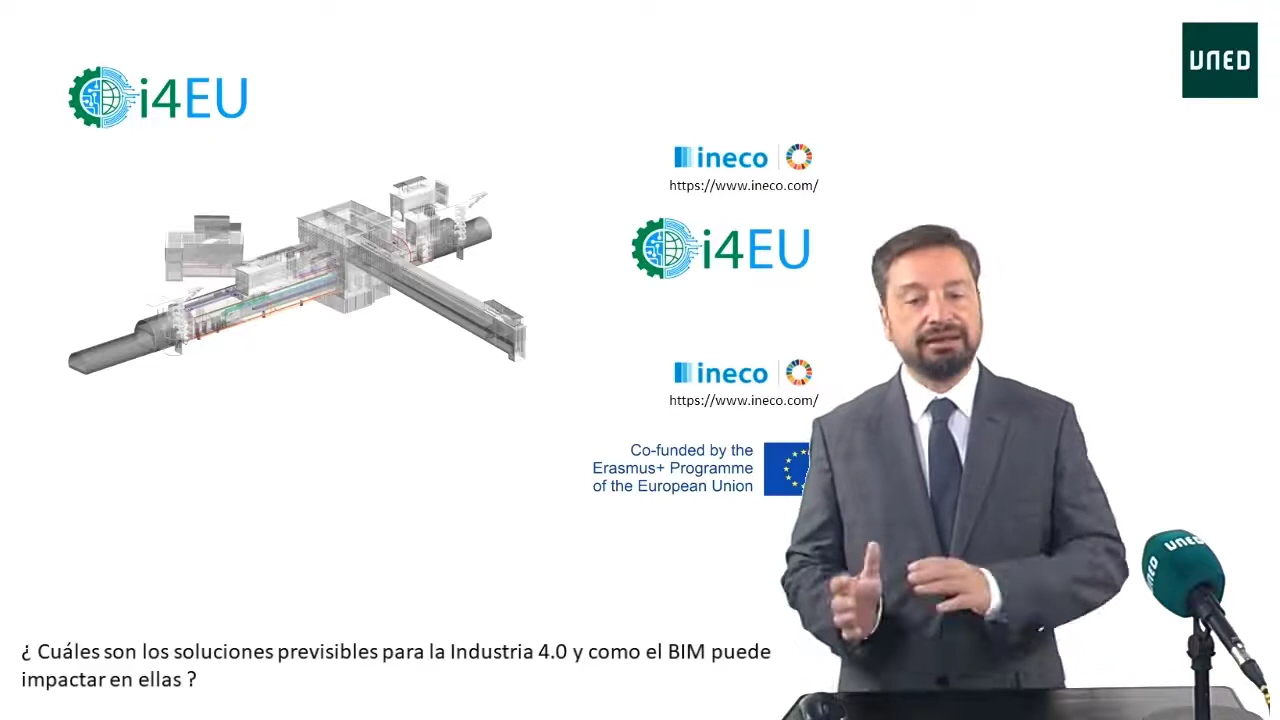 UNED
i4EU
ineco
https://www.ineco.com/
i4EU
ineco
https://www.ineco.com/
Co-funded by the
Erasmus+ Programme
of the European Union
UNED
UNED
¿ Cuáles son los soluciones previsibles para la Industria 4.0 y como el BIM puede
impactar en ellas ?